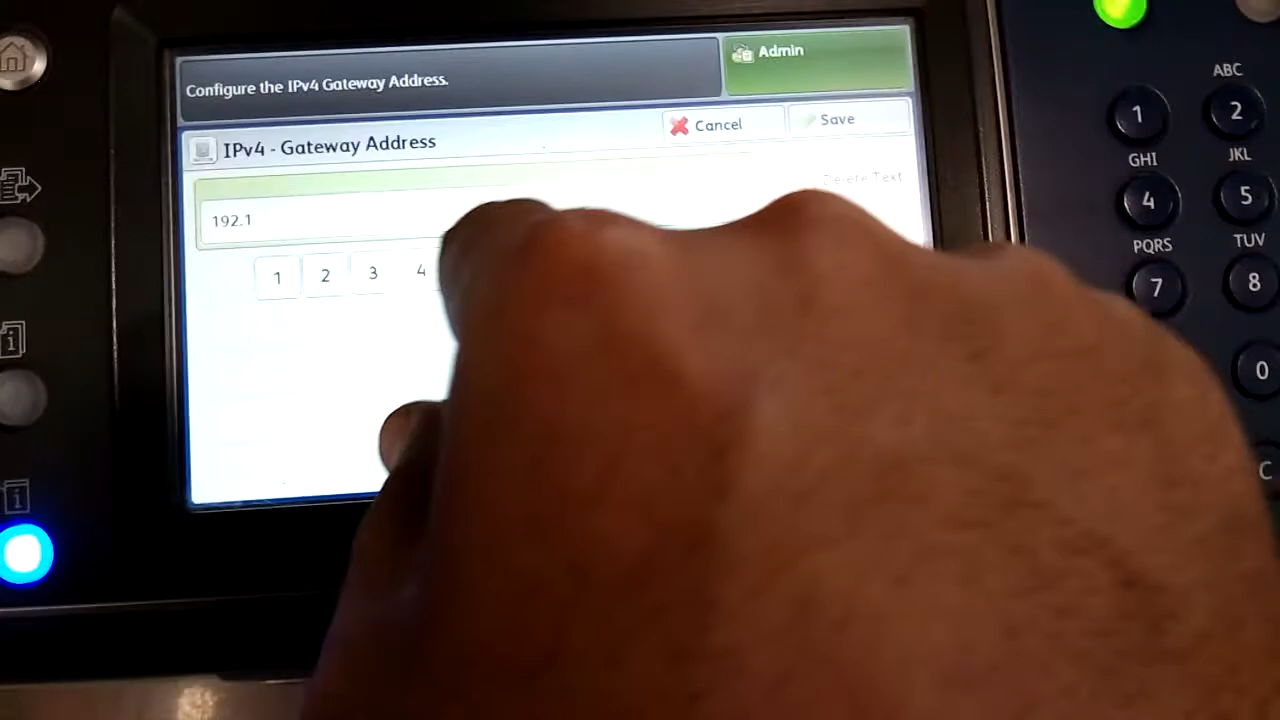 Admin
Configure the IPv4 Gateway Address.
Cancel
Save
IPv4 - Gateway Address
Delete Text
192.1
1 2 3 4
ABC
1 2
GHI JKL
4 5
PQRS TUV
7 8
0
C